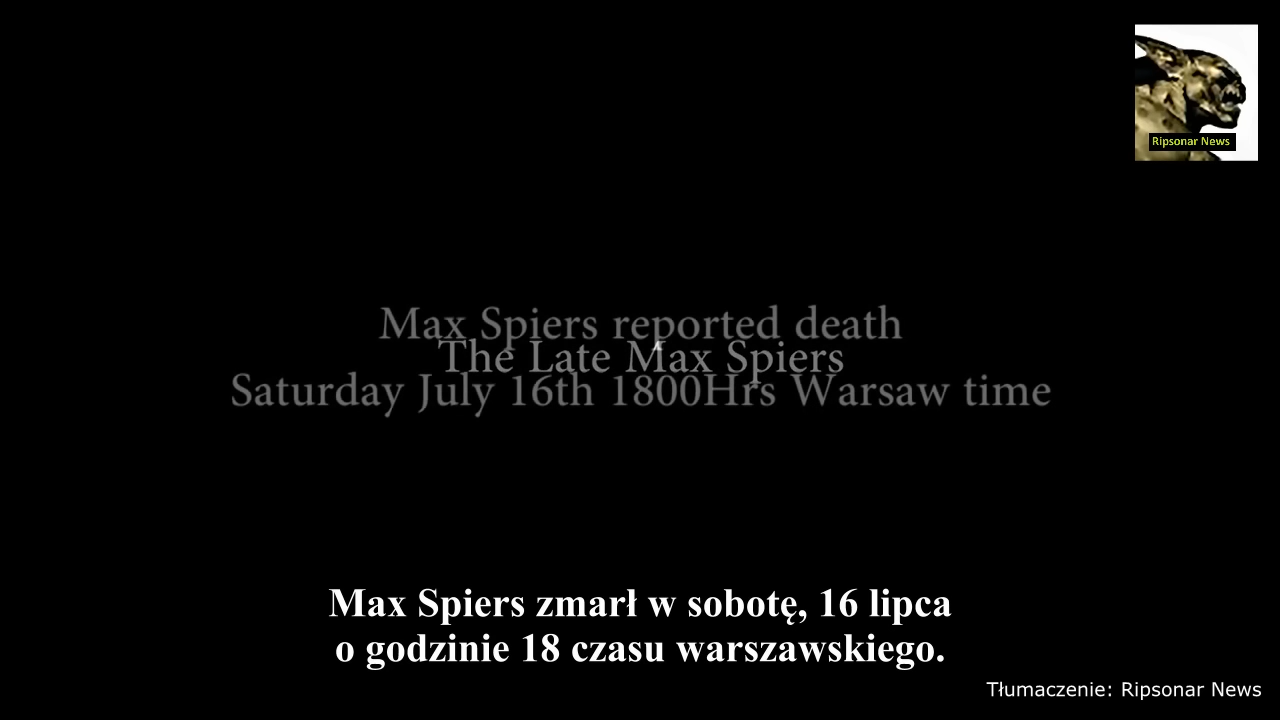 Ripsonar News
Max Spiers reported death
The Late Max Spiers
Saturday July 16th 1800Hrs Warsaw time
Max Spiers zmarł w sobotę, 16 lipca
o godzinie 18 czasu warszawskiego.
Tłumaczenie: Ripsonar News